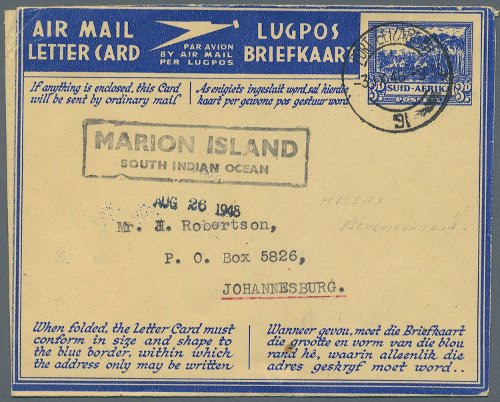 AIR MAIL
LETTER CARD
PAR AVION
BY AIR MAIL
PER LUGPOS
LUGPOS
BRIEFKAART
If anything is enclosed, this Card
will be sent by ordinary mail
As enigiets ingesluit word, sal hierdie
kaart per gewone pos gestuur word.
SUID-AFRIKA
3D
3D
91
MARION ISLAND
SOUTH INDIAN OCEAN
AUG 26 1948
Mr. H. Robertson,
P. O. Box 5826,
JOHANNESBURG.
HMSAS
Bloemfontein
When folded, the Letter Card must
conform in size and shape to
the blue border, within which
the address only may be written
Wanneer gevou, moet die Briefkaart
die grootte en vorm van die blou
rand hê, waarin alleenlik die
adres geskryf moet word..